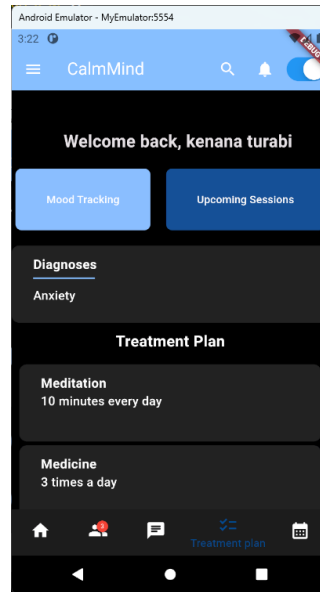 Android Emulator - MyEmulator:5554
3:22
CalmMind
Welcome back, kenana turabi
Mood Tracking
Upcoming Sessions
Diagnoses
Anxiety
Treatment Plan
Meditation
10 minutes every day
Medicine
3 times a day
3
Treatment plan